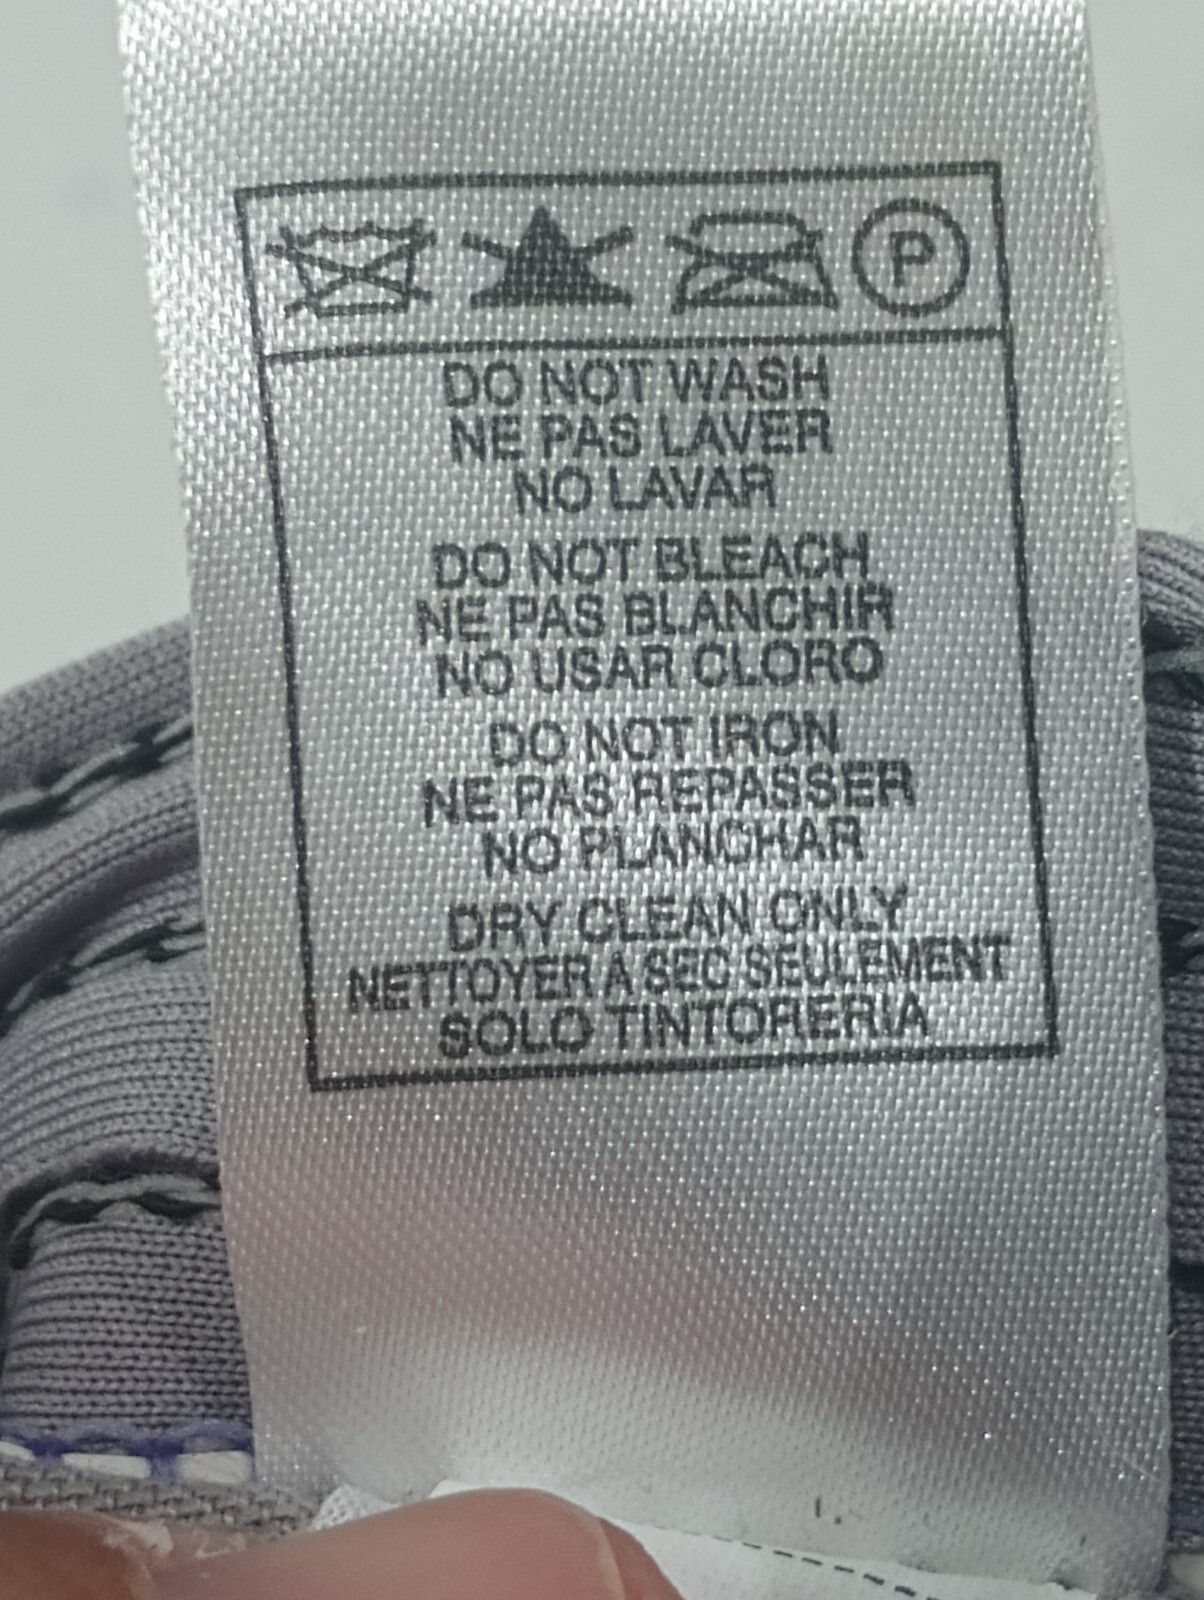 P
DO NOT WASH
NE PAS LAVER
NO LAVAR
DO NOT BLEACH
NE PAS BLANCHIR
NO USAR CLORO
DO NOT IRON
NE PAS REPASSER
NO PLANCHAR
DRY CLEAN ONLY
NETTOYER A SEC SEULEMENT
SOLO TINTORERIA